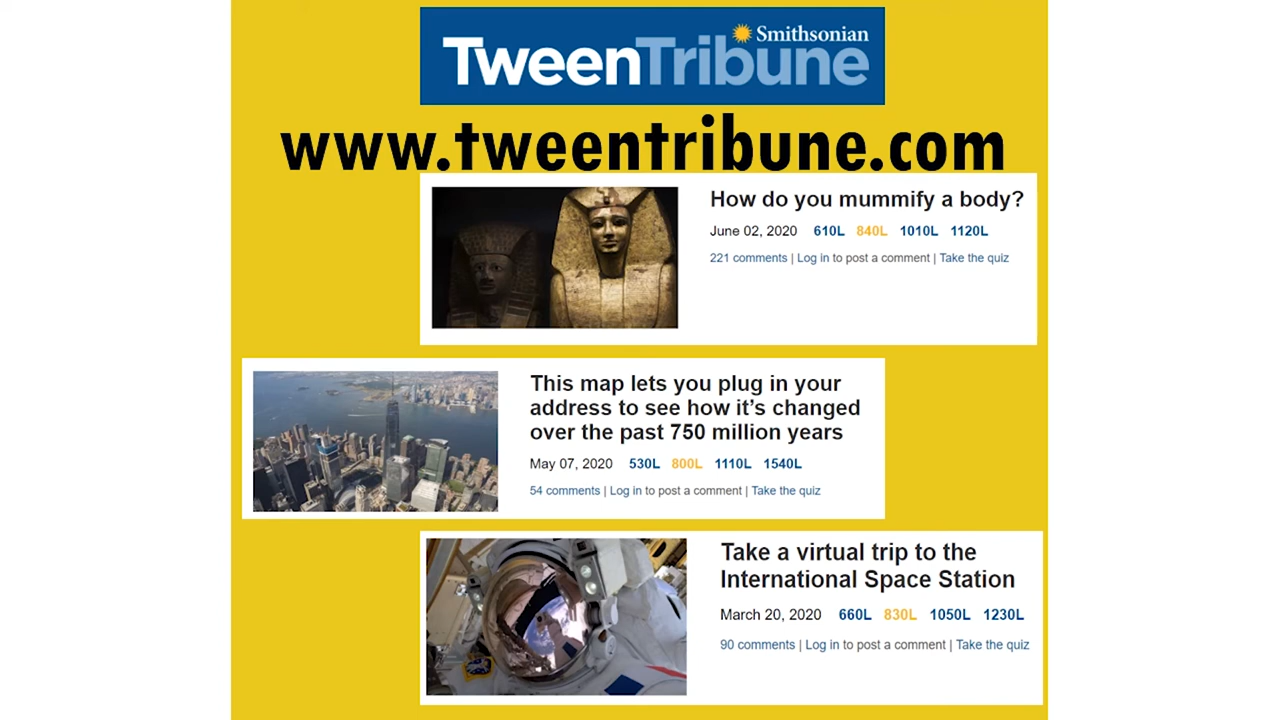 Smithsonian
TweenTribune
www.tweentribune.com
How do you mummify a body?
June 02, 2020 610L 840L 1010L 1120L
221 comments | Log in to post a comment | Take the quiz
This map lets you plug in your
address to see how it’s changed
over the past 750 million years
May 07, 2020 530L 800L 1110L 1540L
54 comments | Log in to post a comment | Take the quiz
Take a virtual trip to the
International Space Station
March 20, 2020 660L 830L 1050L 1230L
90 comments | Log in to post a comment | Take the quiz